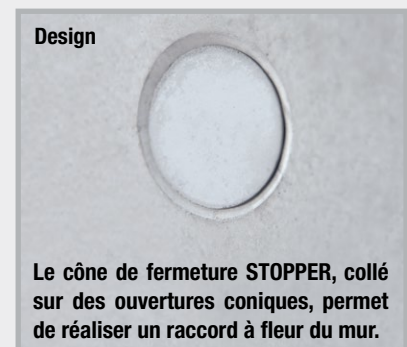 Design
Le cône de fermeture STOPPER, collé
sur des ouvertures coniques, permet
de réaliser un raccord à fleur du mur.